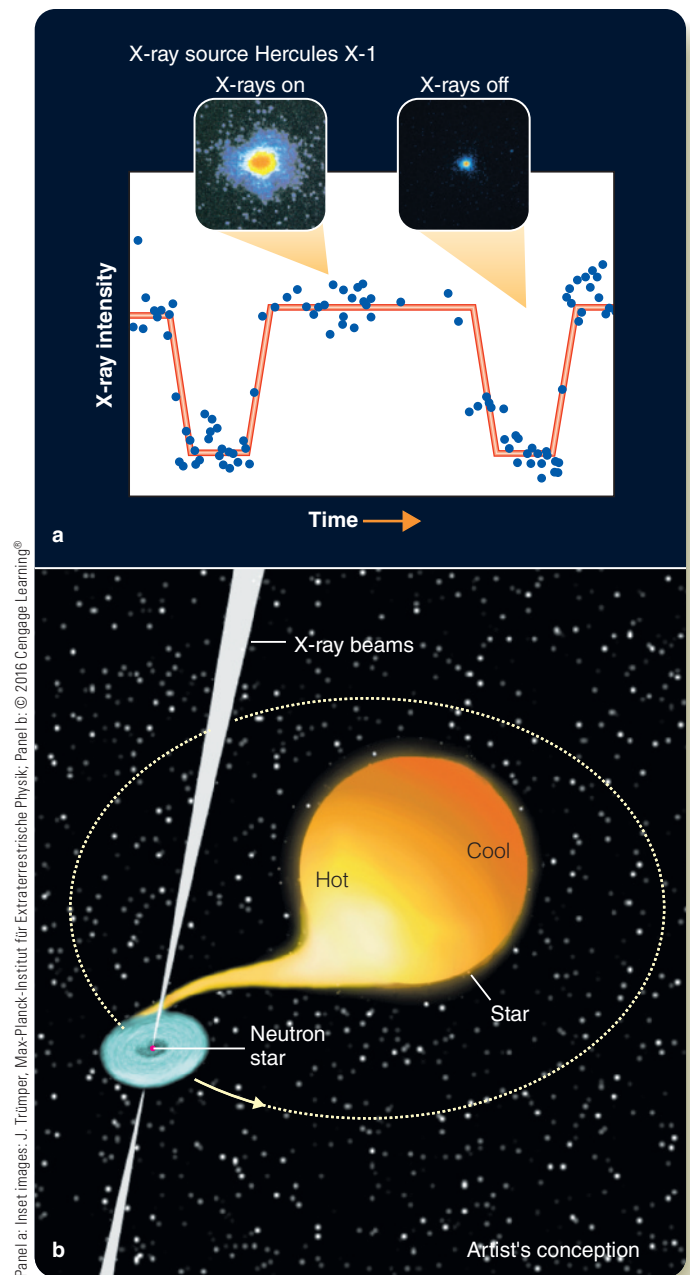 X-ray source Hercules X-1
X-rays on
X-rays off
X-ray intensity
Time
a
X-ray beams
Cool
Hot
Star
Neutron
star
b
Artist's conception
Panel a: Inset images: J. Trümper, Max-Planck-Institut für Extraterrestrische Physik; Panel b: © 2016 Cengage Learning®